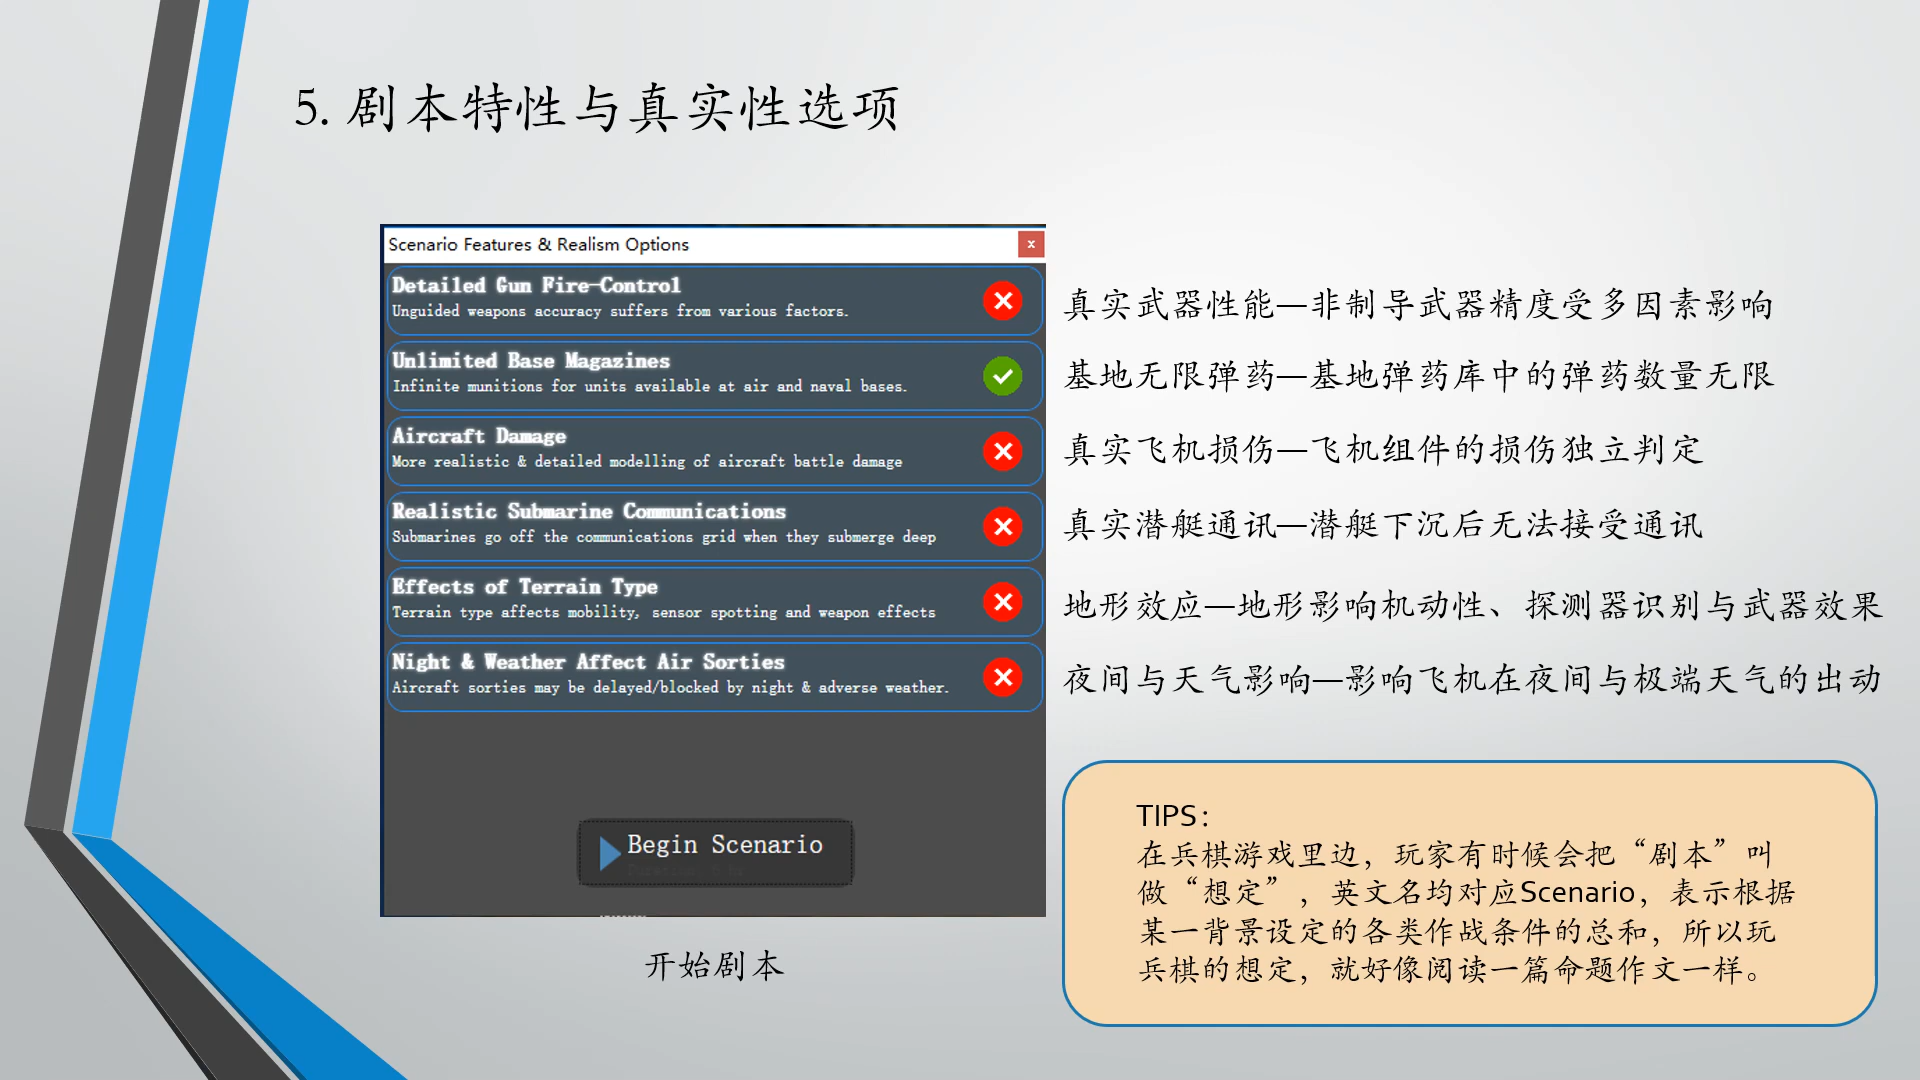 5. 剧本特性与真实性选项
Scenario Features & Realism Options
x
Detailed Gun Fire-Control
Unguided weapons accuracy suffers from various factors.
真实武器性能—非制导武器精度受多因素影响
Unlimited Base Magazines
Infinite munitions for units available at air and naval bases.
基地无限弹药—基地弹药库中的弹药数量无限
Aircraft Damage
More realistic & detailed modelling of aircraft battle damage
真实飞机损伤—飞机组件的损伤独立判定
Realistic Submarine Communications
Submarines go off the communications grid when they submerge deep
真实潜艇通讯—潜艇下沉后无法接受通讯
Effects of Terrain Type
Terrain type affects mobility, sensor spotting and weapon effects
地形效应—地形影响机动性、探测器识别与武器效果
Night & Weather Affect Air Sorties
Aircraft sorties may be delayed/blocked by night & adverse weather.
夜间与天气影响—影响飞机在夜间与极端天气的出动
Begin Scenario
开始剧本
TIPS：
在兵棋游戏里边，玩家有时候会把“剧本”叫
做“想定”，英文名均对应Scenario，表示根据
某一背景设定的各类作战条件的总和，所以玩
兵棋的想定，就好像阅读一篇命题作文一样。